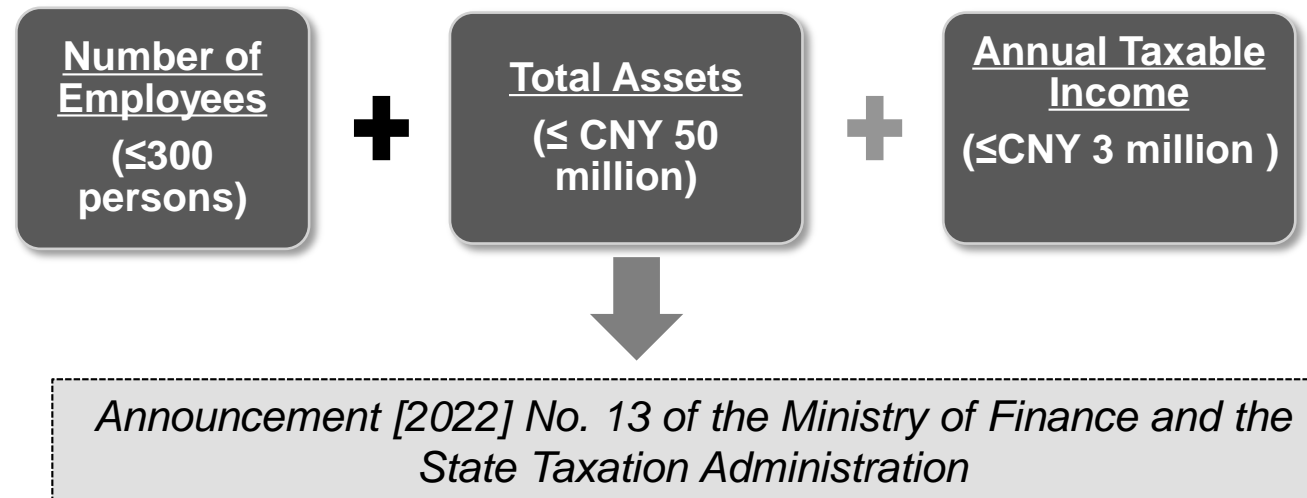 Number of
Employees
(≤300
persons)
Total Assets
(≤ CNY 50
million)
Annual Taxable
Income
(≤CNY 3 million )
Announcement [2022] No. 13 of the Ministry of Finance and the
State Taxation Administration